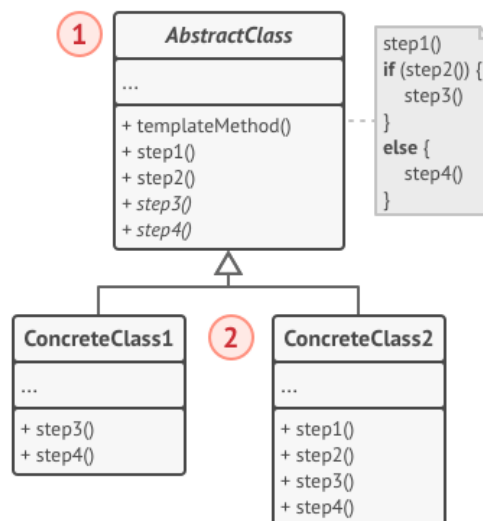 1
AbstractClass
...
+ templateMethod()
+ step1()
+ step2()
+ step3()
+ step4()
step1()
if (step2()) {
step3()
}
else {
step4()
}
2
ConcreteClass1
...
+ step3()
+ step4()
ConcreteClass2
...
+ step1()
+ step2()
+ step3()
+ step4()